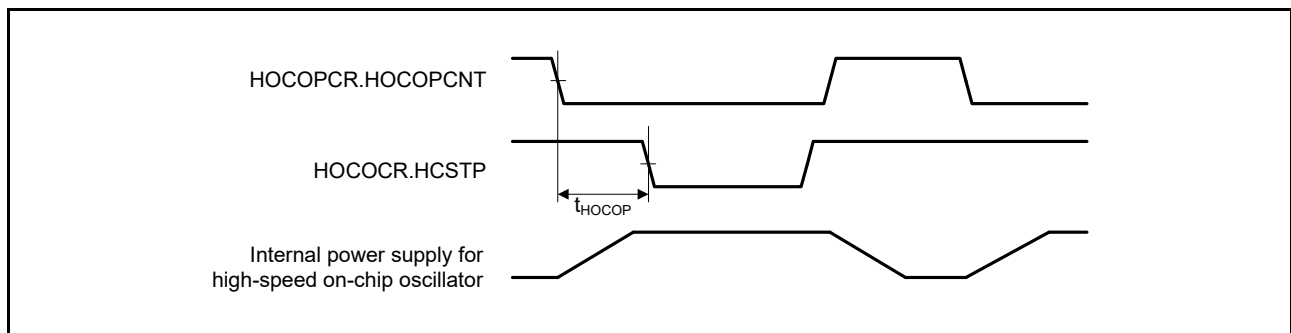 HOCOPCR.HOCOPCNT
HOCOCR.HCSTP
tHOCOP
Internal power supply for
high-speed on-chip oscillator